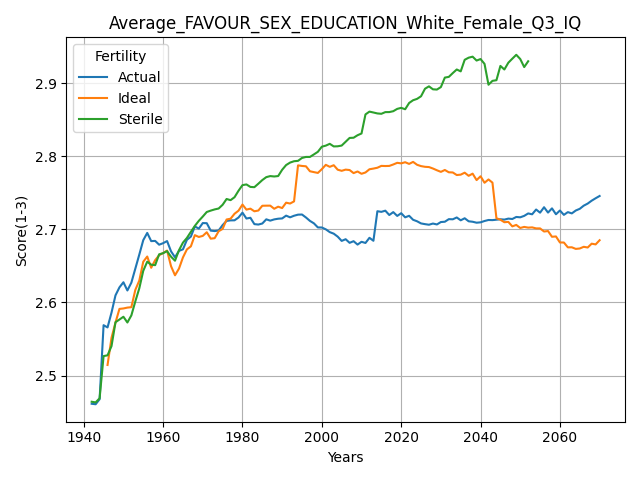 Average_FAVOUR_SEX_EDUCATION_White_Female_Q3_IQ
Fertility
Actual
Ideal
Sterile
Score(1-3)
2.9
2.8
2.7
2.6
2.5
1940 1960 1980 2000 2020 2040 2060
Years